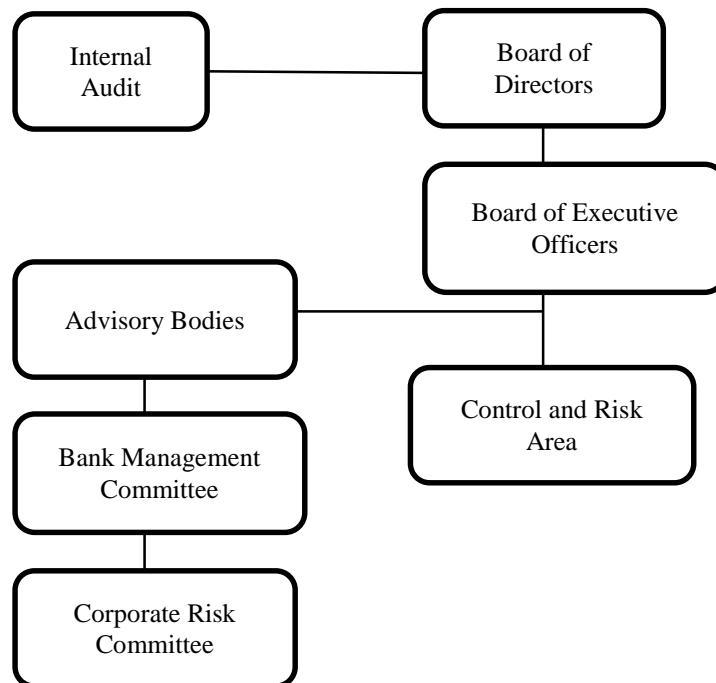 Internal
Audit
Board of
Directors
Board of Executive
Officers
Advisory Bodies
Control and Risk
Area
Bank Management
Committee
Corporate Risk
Committee